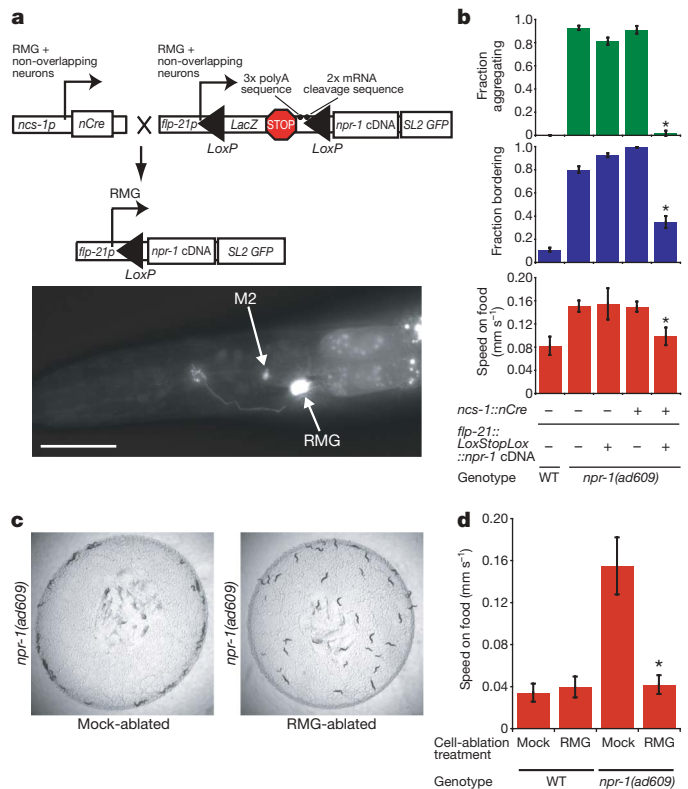 a
RMG +
non-overlapping
neurons
RMG +
non-overlapping
neurons
3x polyA
sequence
2x mRNA
cleavage sequence
ncs-1p
nCre
flp-21p
LacZ
STOP
npr-1 cDNA
SL2 GFP
LoxP
LoxP
RMG
flp-21p
npr-1 cDNA
SL2 GFP
LoxP
M2
RMG
b
Fraction
aggregating
1.0
0.8
0.6
0.4
0.2
0
*
Fraction bordering
1.0
0.8
0.6
0.4
0.2
0
*
Speed on food
(mm s⁻¹)
0.20
0.16
0.12
0.08
0.04
0
*
ncs-1::nCre – – – + +
flp-21::
LoxStopLox
::npr-1 cDNA – – + – +
Genotype WT npr-1(ad609)
c
npr-1(ad609)
Mock-ablated
npr-1(ad609)
RMG-ablated
d
Speed on food (mm s⁻¹)
0.20
0.16
0.12
0.08
0.04
0
*
Cell-ablation
treatment
Mock RMG Mock RMG
Genotype WT npr-1(ad609)